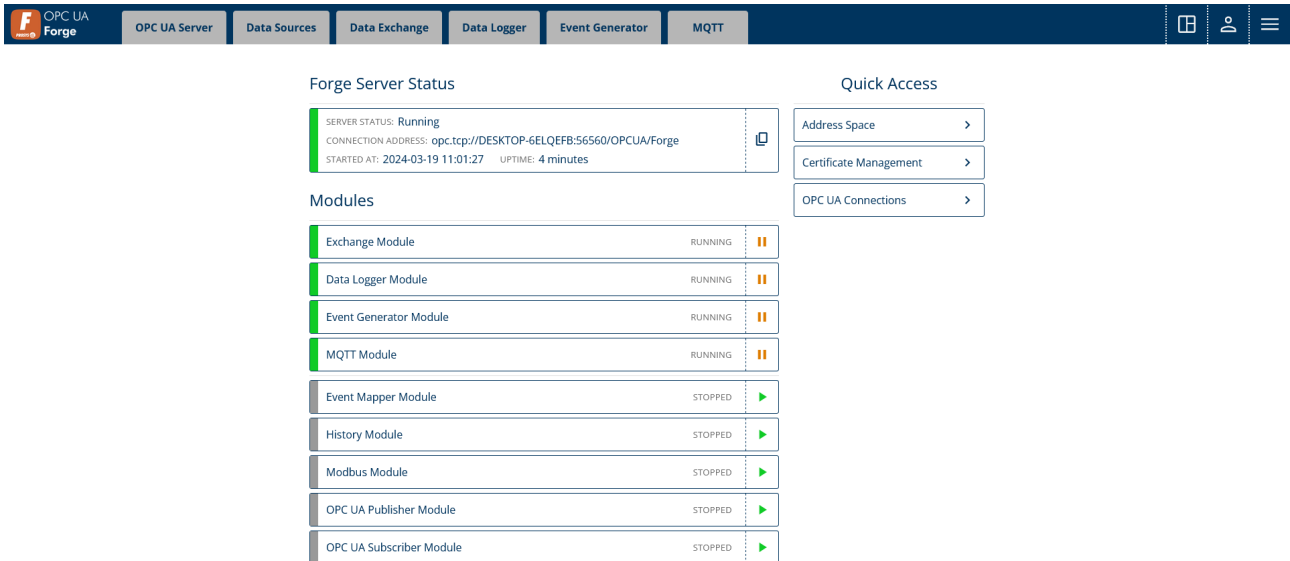 OPC UA
Forge
OPC UA Server
Data Sources
Data Exchange
Data Logger
Event Generator
MQTT
Forge Server Status
SERVER STATUS: Running
CONNECTION ADDRESS: opc.tcp://DESKTOP-6ELQEFB:56560/OPCUA/Forge
STARTED AT: 2024-03-19 11:01:27 UPTIME: 4 minutes
Modules
Exchange Module RUNNING
Data Logger Module RUNNING
Event Generator Module RUNNING
MQTT Module RUNNING
Event Mapper Module STOPPED
History Module STOPPED
Modbus Module STOPPED
OPC UA Publisher Module STOPPED
OPC UA Subscriber Module STOPPED
Quick Access
Address Space
Certificate Management
OPC UA Connections